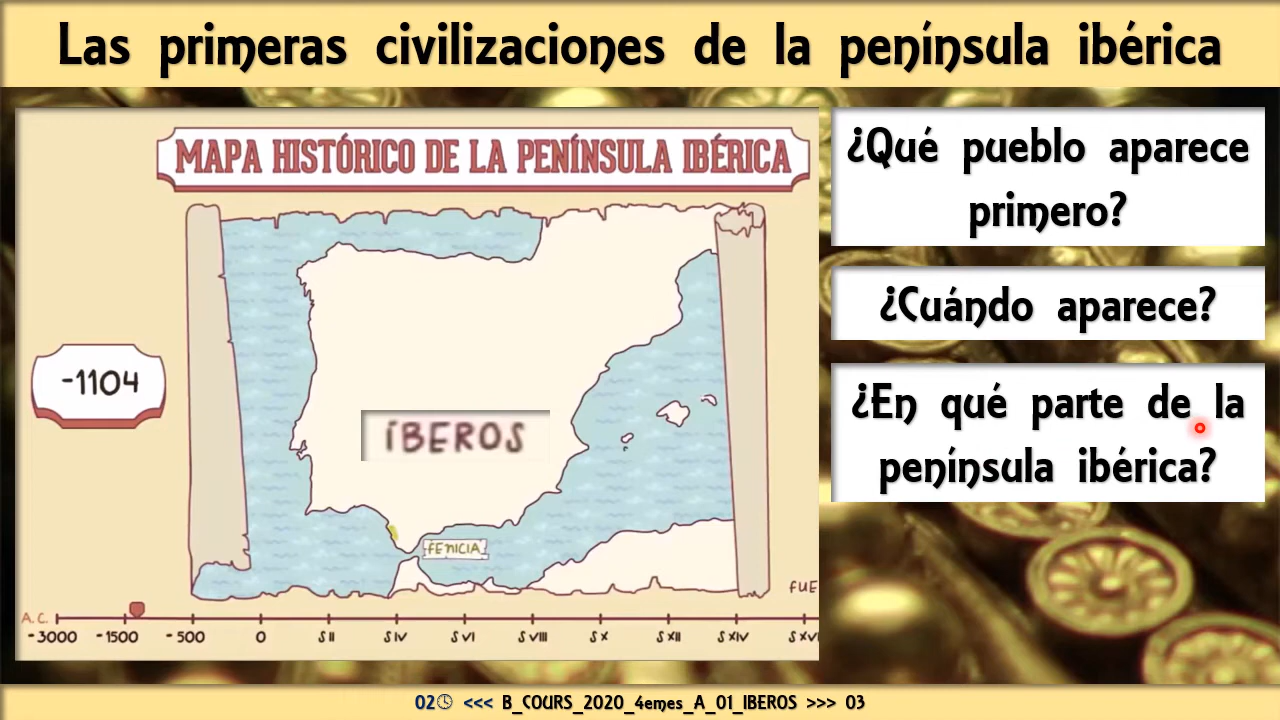 Las primeras civilizaciones de la península ibérica
MAPA HISTÓRICO DE LA PENÍNSULA IBÉRICA
-1104
ÍBEROS
FENICIA
FUE
A.C.
-3000 -1500 -500 0 S II S IV S VI S VIII S X S XII S XIV S XVI
¿Qué pueblo aparece
primero?
¿Cuándo aparece?
¿En qué parte de la
península ibérica?
02 <<< B_COURS_2020_4emes_A_01_IBEROS >>> 03